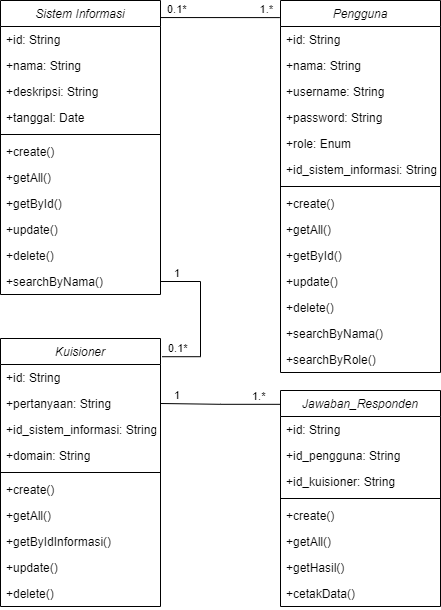 Sistem Informasi
+id: String
+nama: String
+deskripsi: String
+tanggal: Date
+create()
+getAll()
+getById()
+update()
+delete()
+searchByNama()
0.1*
1.*
Pengguna
+id: String
+nama: String
+username: String
+password: String
+role: Enum
+id_sistem_informasi: String
+create()
+getAll()
+getById()
+update()
+delete()
+searchByNama()
+searchByRole()
1
0.1*
Kuisioner
+id: String
+pertanyaan: String
+id_sistem_informasi: String
+domain: String
+create()
+getAll()
+getByIdInformasi()
+update()
+delete()
1
1.*
Jawaban_Responden
+id: String
+id_pengguna: String
+id_kuisioner: String
+create()
+getAll()
+getHasil()
+cetakData()